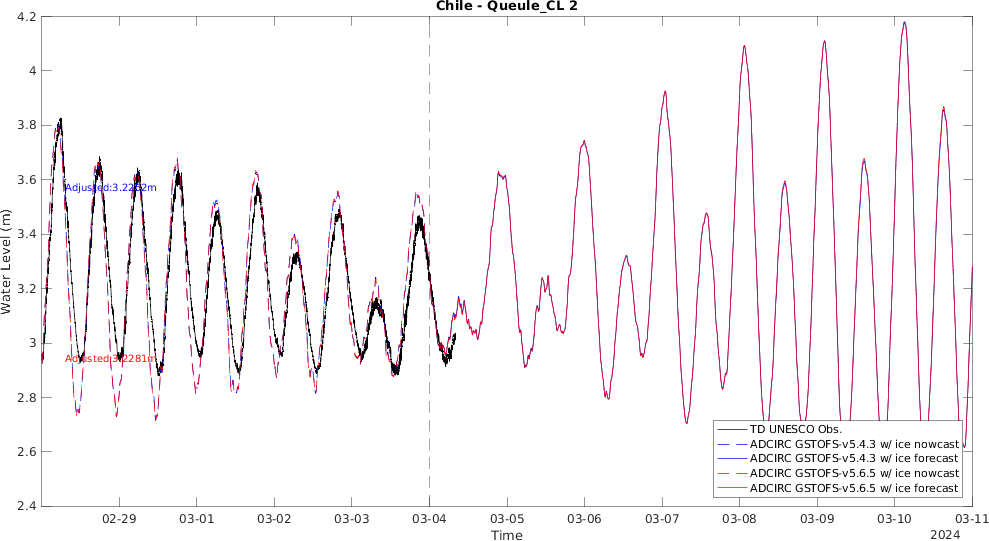 Chile - Queule_CL 2
Water Level (m)
4.2
4
3.8
3.6
3.4
3.2
3
2.8
2.6
2.4
Adjusted:3.2282m
Adjusted:3.2281m
TD UNESCO Obs.
ADCIRC GSTOFS-v5.4.3 w/ ice nowcast
ADCIRC GSTOFS-v5.4.3 w/ ice forecast
ADCIRC GSTOFS-v5.6.5 w/ ice nowcast
ADCIRC GSTOFS-v5.6.5 w/ ice forecast
02-29 03-01 03-02 03-03 03-04 03-05 03-06 03-07 03-08 03-09 03-10 03-11
Time
2024